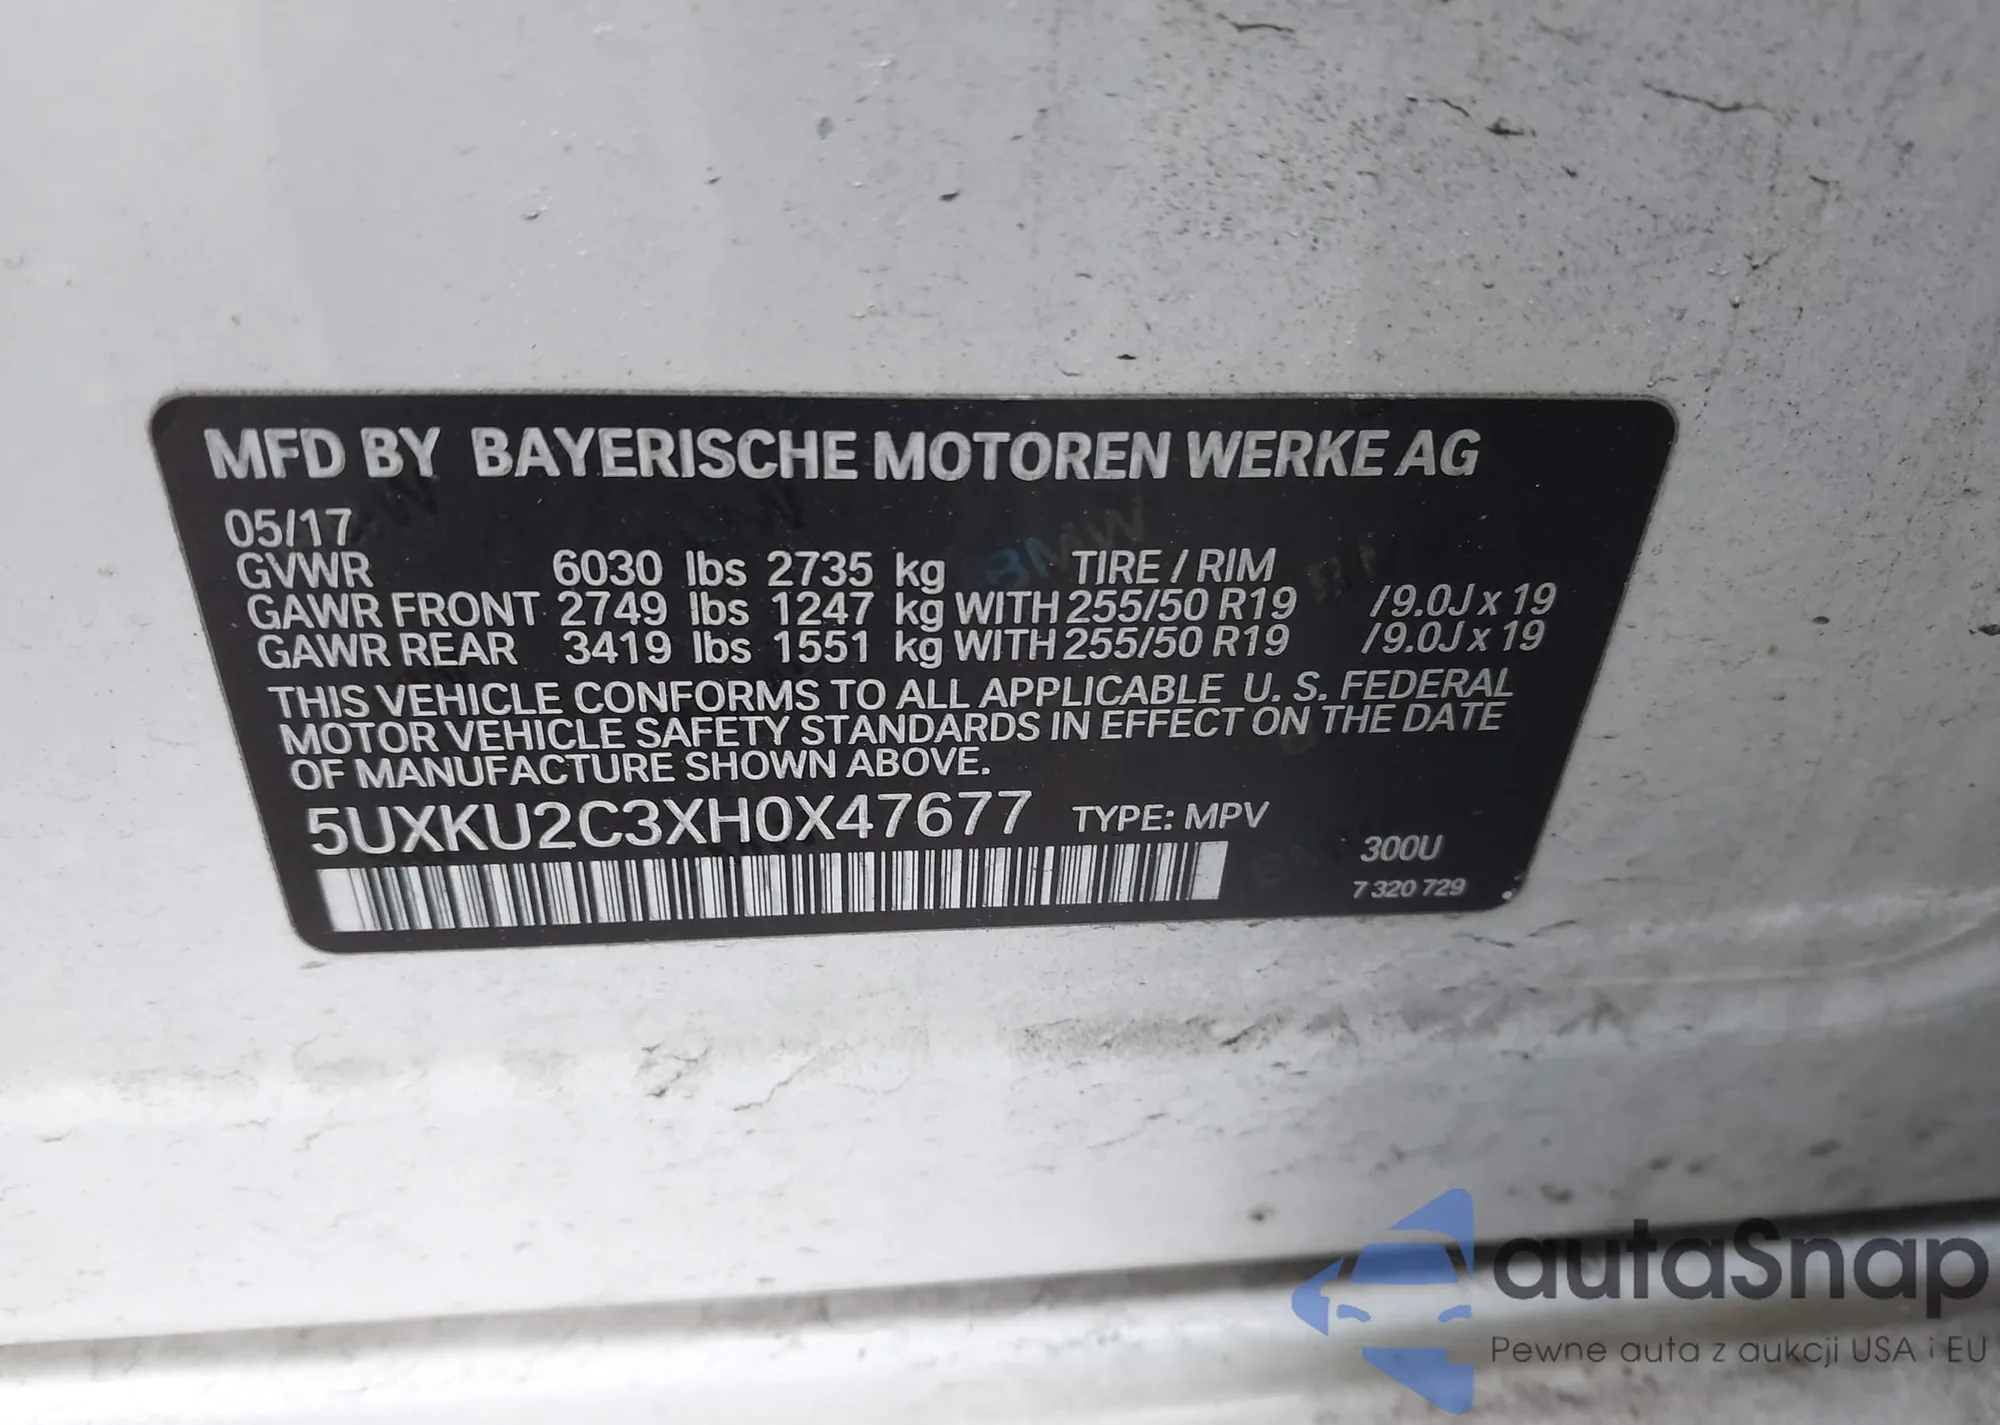 MFD BY BAYERISCHE MOTOREN WERKE AG
05/17
GVWR 6030 lbs 2735 kg TIRE / RIM
GAWR FRONT 2749 lbs 1247 kg WITH 255/50 R19 /9.0J x 19
GAWR REAR 3419 lbs 1551 kg WITH 255/50 R19 /9.0J x 19
THIS VEHICLE CONFORMS TO ALL APPLICABLE U. S. FEDERAL
MOTOR VEHICLE SAFETY STANDARDS IN EFFECT ON THE DATE
OF MANUFACTURE SHOWN ABOVE.
5UXKU2C3XH0X47677 TYPE: MPV
300U
7 320 729
autaSnap
Pewne auta z aukcji USA i EU